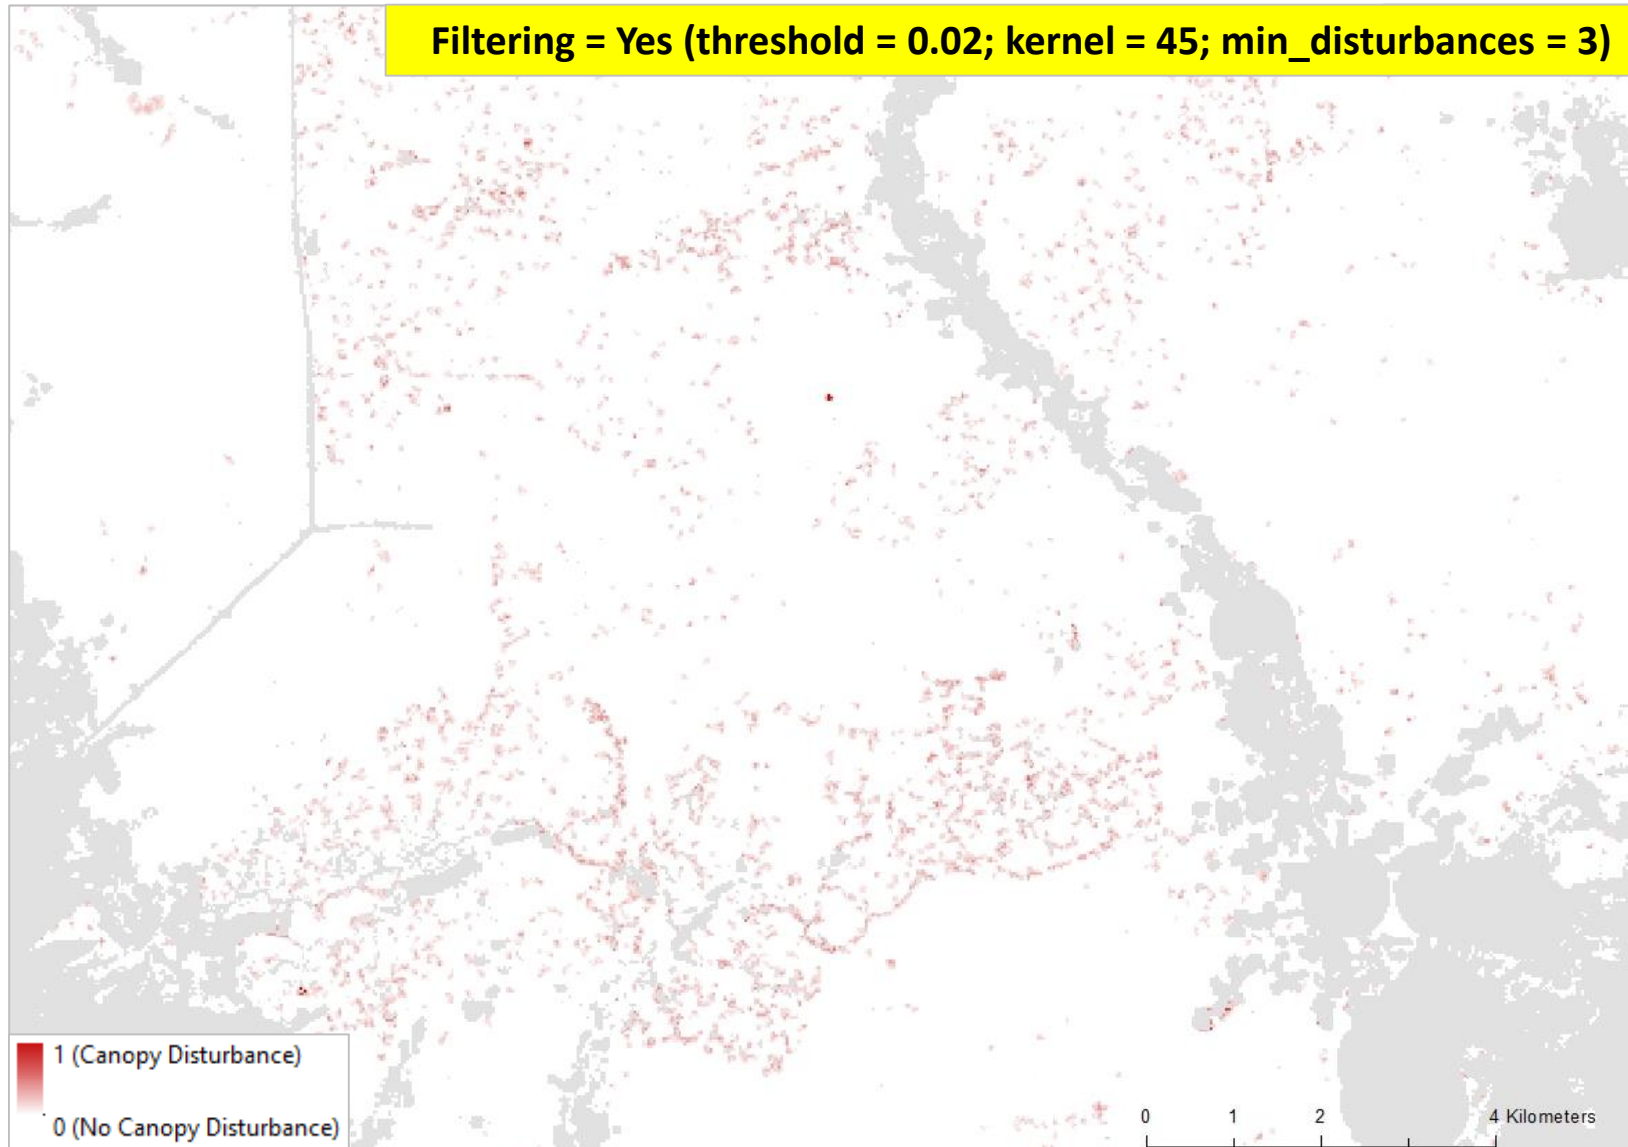 Filtering = Yes (threshold = 0.02; kernel = 45; min_disturbances = 3)
1 (Canopy Disturbance)
0 (No Canopy Disturbance)
0 1 2 4 Kilometers